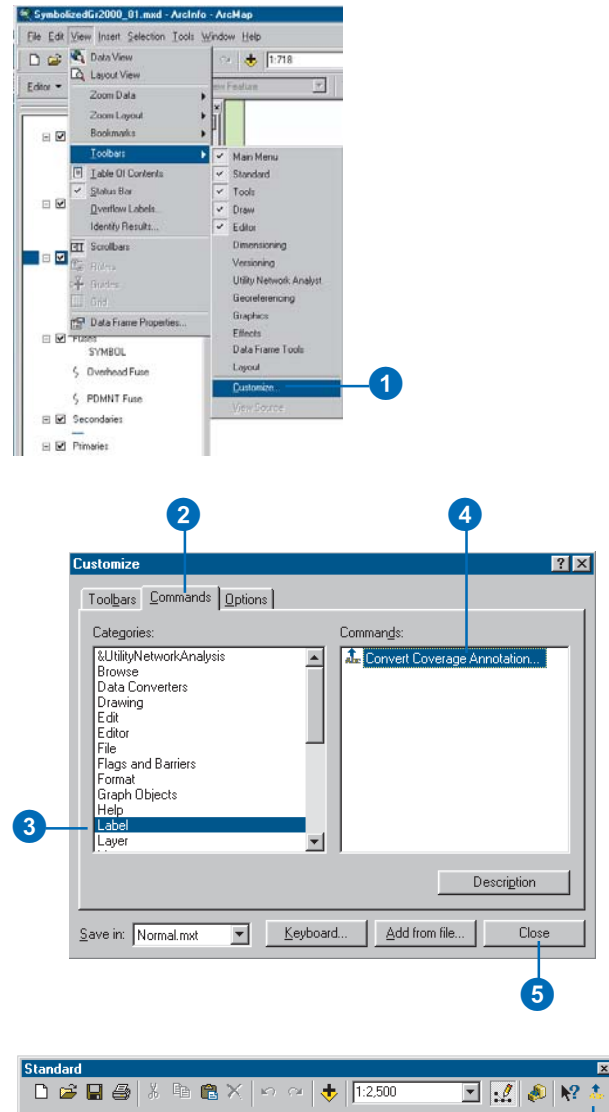 SymbolizedGr2000_01.mxd - ArcInfo - ArcMap
File Edit View Insert Selection Tools Window Help
Data View
1:718
Layout View
Editor
Feature
Zoom Data
Zoom Layout
Bookmarks
Toolbars
Main Menu
Table Of Contents
Standard
Status Bar
Tools
Overflow Labels...
Draw
Identify Results...
Editor
Scrollbars
Dimensioning
Rulers
Versioning
Guides
Utility Network Analyst
Grid
Georeferencing
Data Frame Properties...
Graphics
Effects
Fuses
SYMBOL
Data Frame Tools
Overhead Fuse
Layout
Customize...
1
PDMNT Fuse
View Source
Secondaries
Primaries
2
4
Customize
Toolbars Commands Options
Categories:
Commands:
&UtilityNetworkAnalysis
Browse
Data Converters
Drawing
Edit
Editor
File
Flags and Barriers
Format
Graph Objects
Help
Label
Layer
Convert Coverage Annotation...
3
Description
Save in: Normal.mxt
Keyboard...
Add from file...
Close
5
Standard
1:2,500